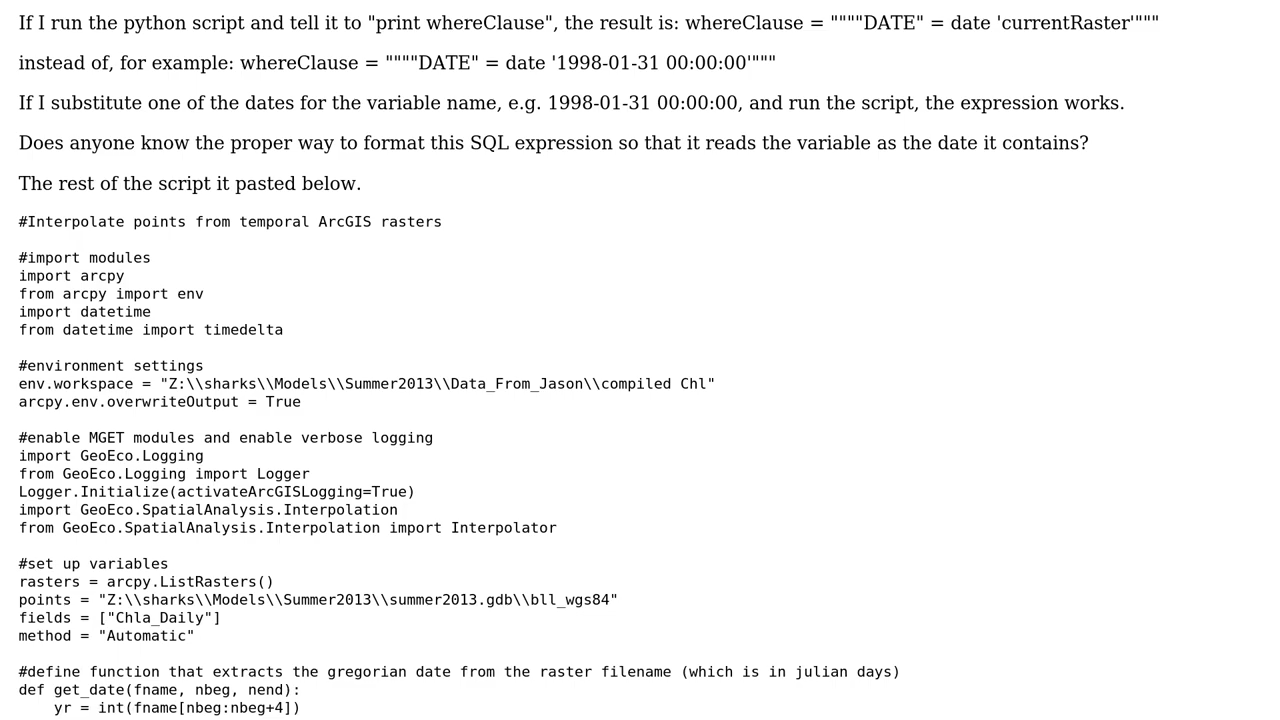 If I run the python script and tell it to "print whereClause", the result is: whereClause = """"DATE" = date 'currentRaster'"""
instead of, for example: whereClause = """"DATE" = date '1998-01-31 00:00:00'"""
If I substitute one of the dates for the variable name, e.g. 1998-01-31 00:00:00, and run the script, the expression works.
Does anyone know the proper way to format this SQL expression so that it reads the variable as the date it contains?
The rest of the script it pasted below.
#Interpolate points from temporal ArcGIS rasters
#import modules
import arcpy
from arcpy import env
import datetime
from datetime import timedelta
#environment settings
env.workspace = "Z:\\sharks\\Models\\Summer2013\\Data_From_Jason\\compiled Chl"
arcpy.env.overwriteOutput = True
#enable MGET modules and enable verbose logging
import GeoEco.Logging
from GeoEco.Logging import Logger
Logger.Initialize(activateArcGISLogging=True)
import GeoEco.SpatialAnalysis.Interpolation
from GeoEco.SpatialAnalysis.Interpolation import Interpolator
#set up variables
rasters = arcpy.ListRasters()
points = "Z:\\sharks\\Models\\Summer2013\\summer2013.gdb\\bll_wgs84"
fields = ["Chla_Daily"]
method = "Automatic"
#define function that extracts the gregorian date from the raster filename (which is in julian days)
def get_date(fname, nbeg, nend):
    yr = int(fname[nbeg:nbeg+4])